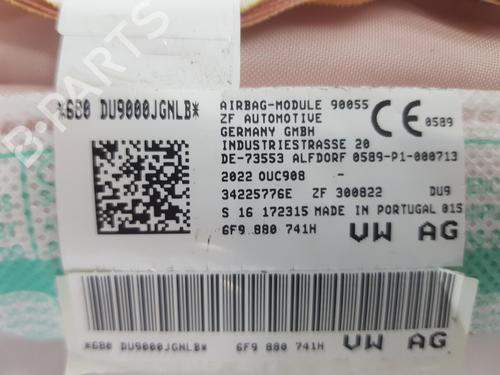 *6B0 DU9000JGNLB*
AIRBAG-MODULE 90055
ZF AUTOMOTIVE
GERMANY GMBH
INDUSTRIESTRASSE 20
DE-73553 ALFDORF 0589-P1-000713
CE 0589
2022 OUC908 -
34225776E ZF 300822 DU9
S 16 172315 MADE IN PORTUGAL 01S
6F9 880 741H VW AG
*6B0 DU9000JGNLB* 6F9 880 741H VW AG
B-PARTS